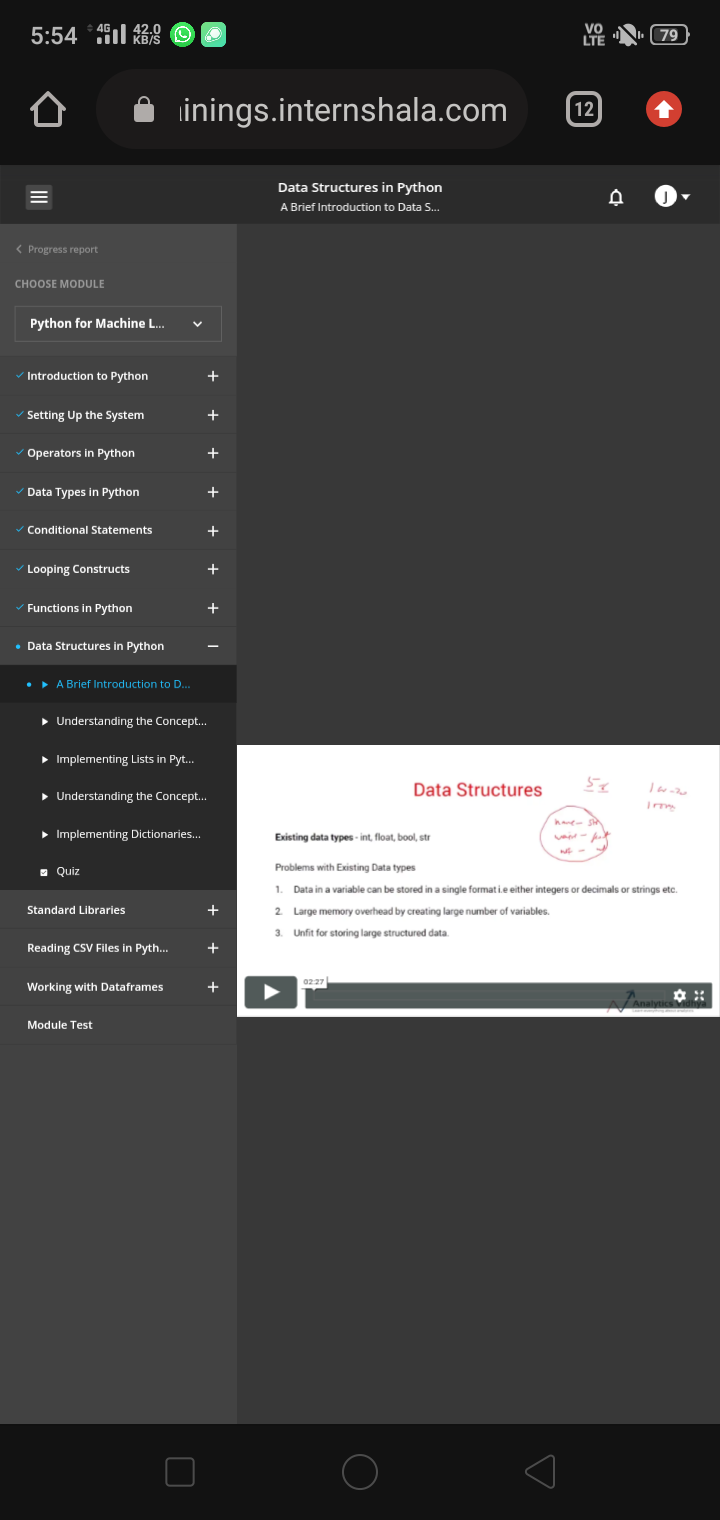 5:54
4G
42.0
KB/S
VO
LTE
79
inings.internshala.com
12
Data Structures in Python
A Brief Introduction to Data S...
J
Progress report
CHOOSE MODULE
Python for Machine L...
Introduction to Python
Setting Up the System
Operators in Python
Data Types in Python
Conditional Statements
Looping Constructs
Functions in Python
Data Structures in Python
A Brief Introduction to D...
Understanding the Concept...
Implementing Lists in Pyt...
Understanding the Concept...
Implementing Dictionaries...
Quiz
Standard Libraries
Reading CSV Files in Pyth...
Working with Dataframes
Module Test
Data Structures
Existing data types - int, float, bool, str
Problems with Existing Data types
1. Data in a variable can be stored in a single format i.e either integers or decimals or strings etc.
2. Large memory overhead by creating large number of variables.
3. Unfit for storing large structured data.
02:27
Analytics Vidhya